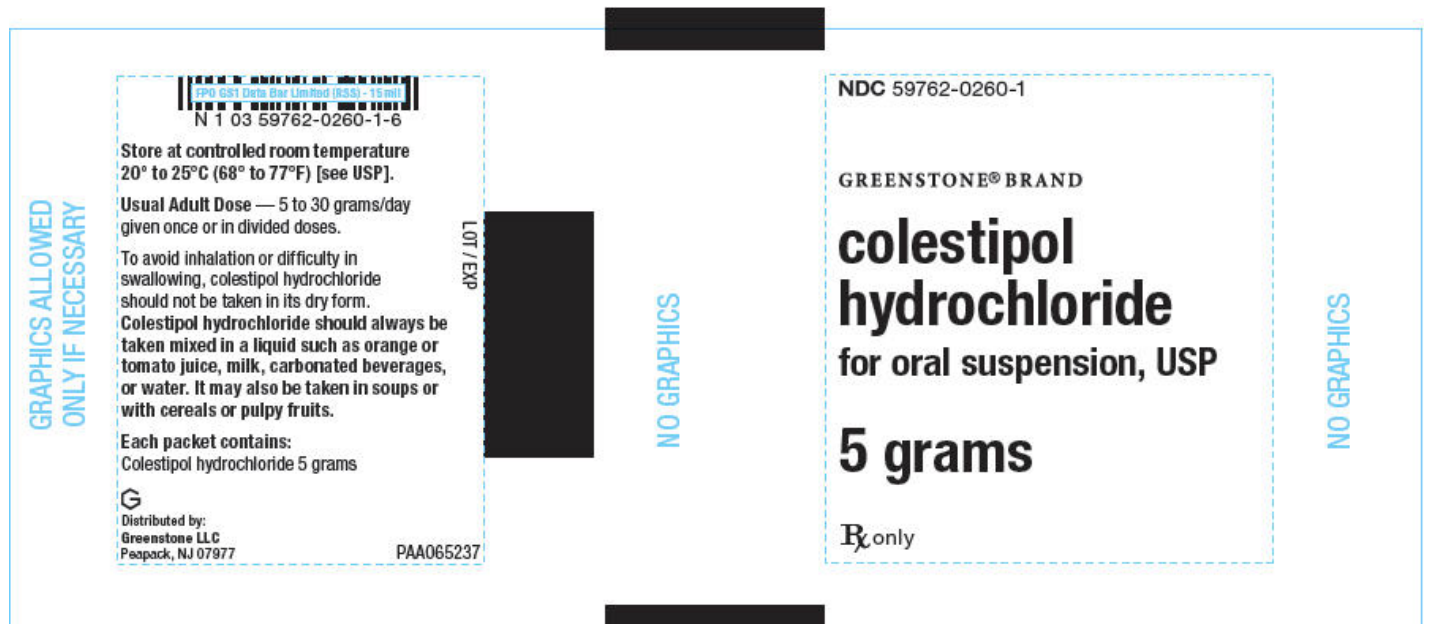 GRAPHICS ALLOWED
ONLY IF NECESSARY
FPO GS1 Data Bar Limited (RSS) - 15 mil
N 1 03 59762-0260-1-6
Store at controlled room temperature
20° to 25°C (68° to 77°F) [see USP].
Usual Adult Dose — 5 to 30 grams/day
given once or in divided doses.
To avoid inhalation or difficulty in
swallowing, colestipol hydrochloride
should not be taken in its dry form.
Colestipol hydrochloride should always be
taken mixed in a liquid such as orange or
tomato juice, milk, carbonated beverages,
or water. It may also be taken in soups or
with cereals or pulpy fruits.
Each packet contains:
Colestipol hydrochloride 5 grams
G
Distributed by:
Greenstone LLC
Peapack, NJ 07977
PAA065237
LOT / EXP
NO GRAPHICS
NDC 59762-0260-1
GREENSTONE® BRAND
colestipol
hydrochloride
for oral suspension, USP
5 grams
Rx only
NO GRAPHICS